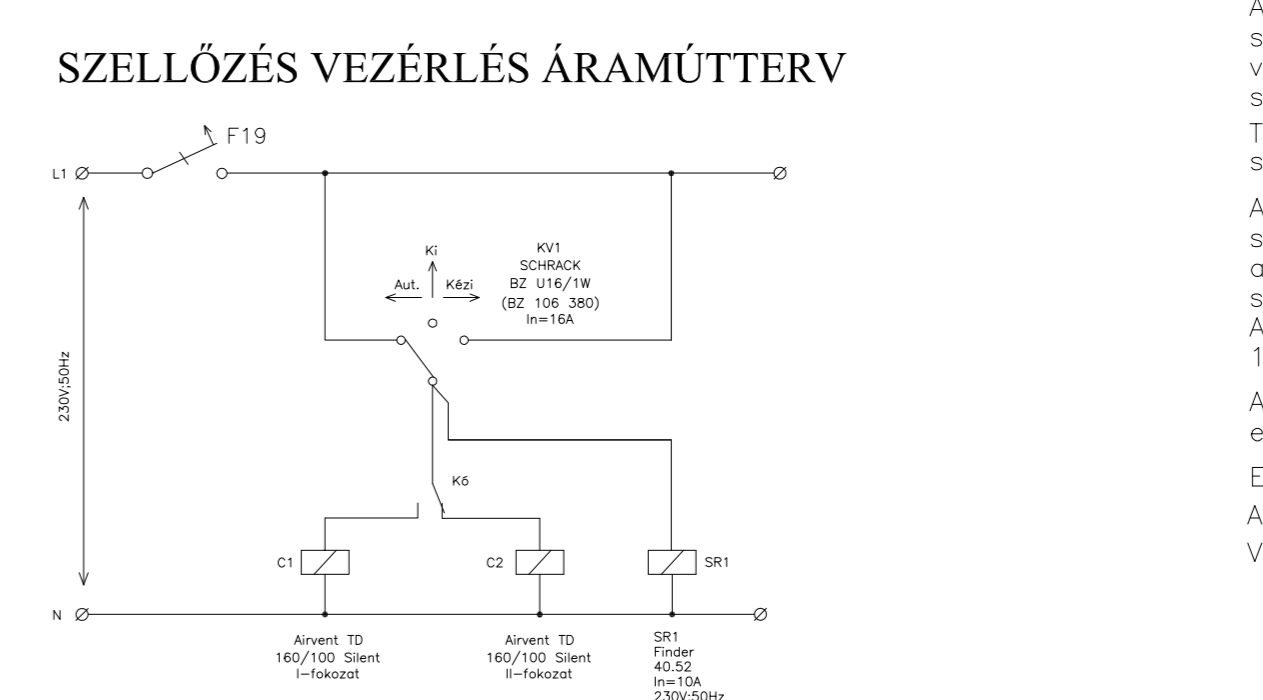 SZELLŐZÉS VEZÉRLÉS ÁRAMÚTTERV
F19
L1
Ki
Aut.
Kézi
KV1
SCHRACK
BZ U16/1W
(BZ 106 380)
In=16A
230V;50Hz
K6
C1
C2
SR1
N
Airvent TD
160/100 Silent
I-fokozat
Airvent TD
160/100 Silent
II-fokozat
SR1
Finder
40.52
In=10A
230V;50Hz